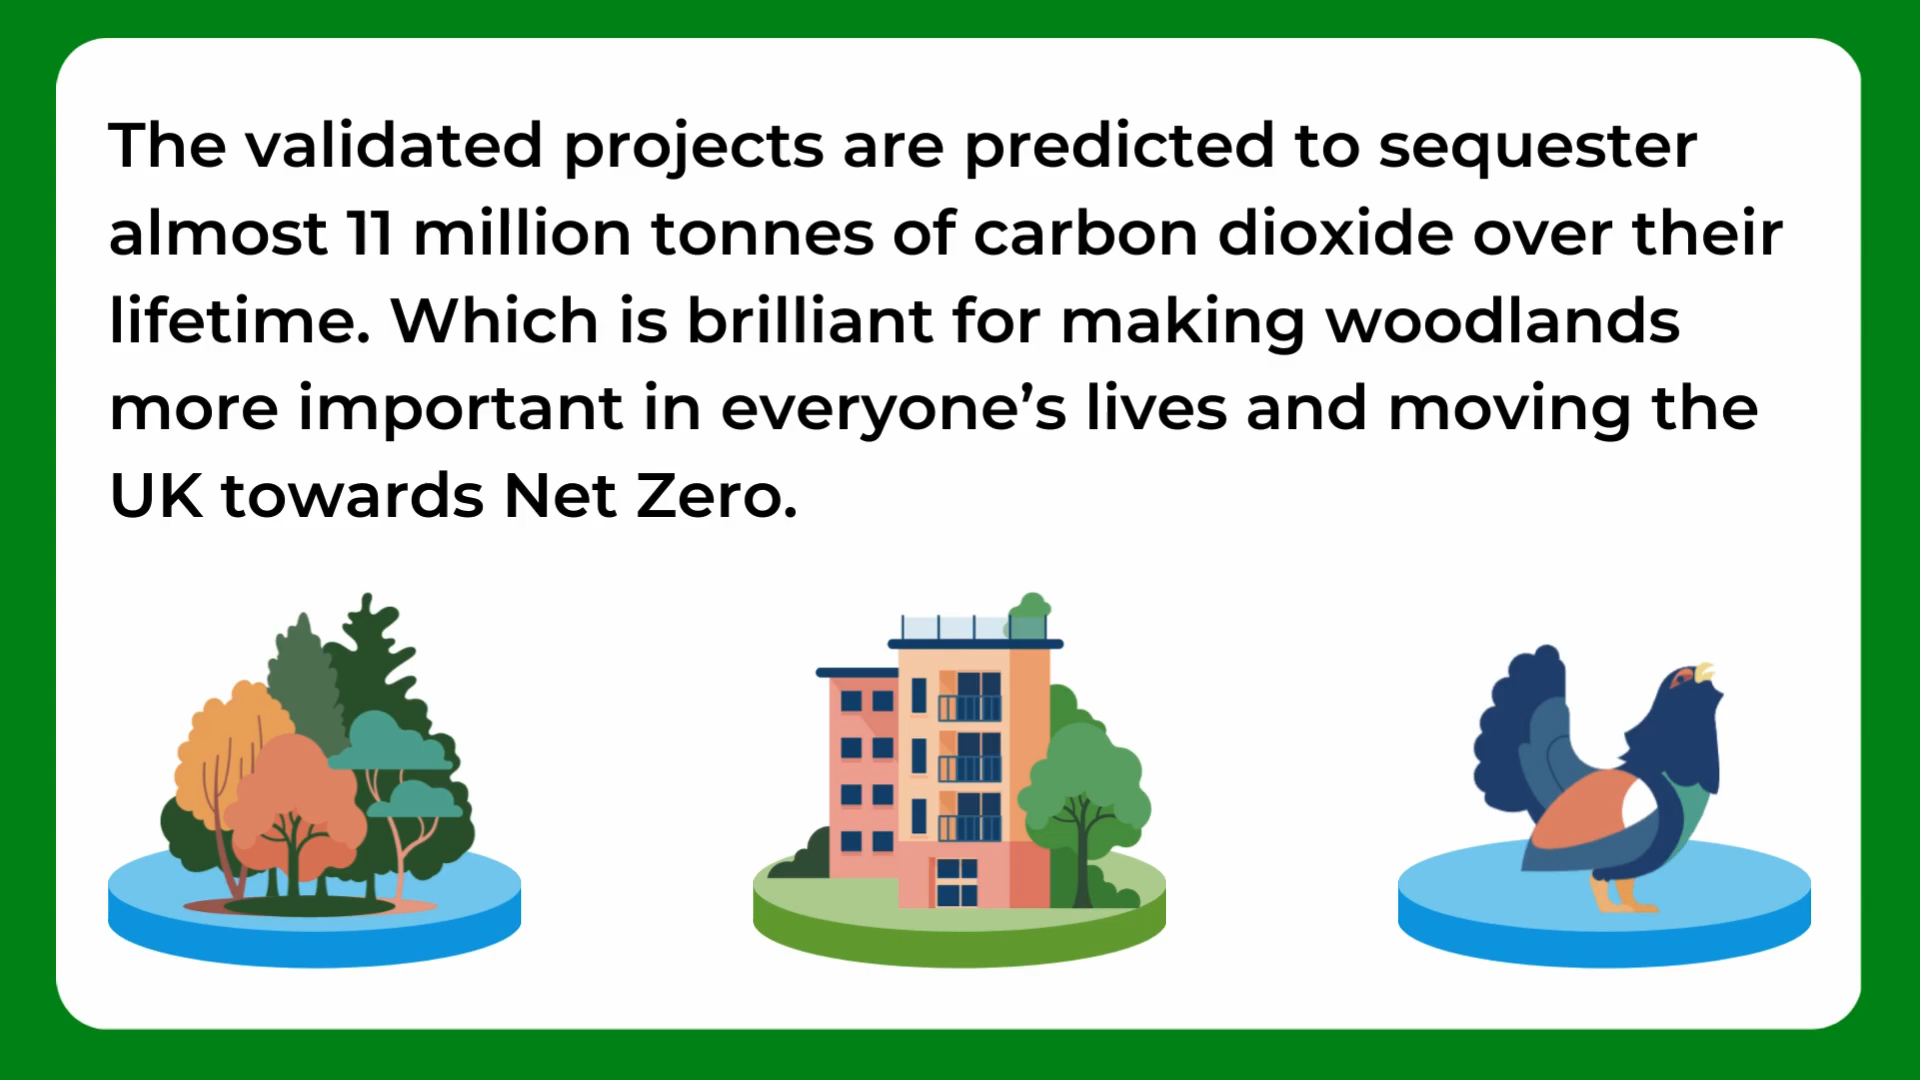 The validated projects are predicted to sequester
almost 11 million tonnes of carbon dioxide over their
lifetime. Which is brilliant for making woodlands
more important in everyone’s lives and moving the
UK towards Net Zero.